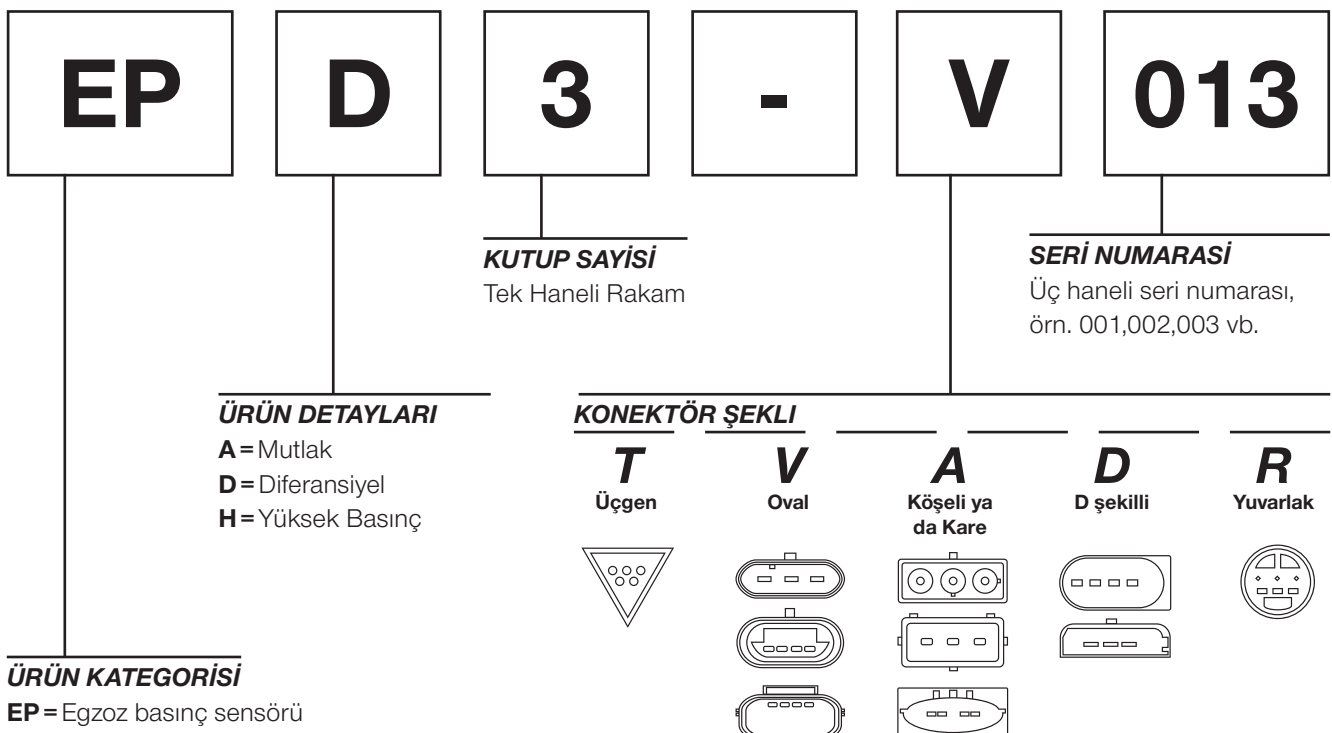 EP D 3 - V 013
KUTUP SAYİSİ
Tek Haneli Rakam
SERİ NUMARASİ
Üç haneli seri numarası,
örn. 001,002,003 vb.
ÜRÜN DETAYLARI
A=Mutlak
D=Diferansiyel
H=Yüksek Basınç
KONEKTÖR ŞEKLI
T V A D R
Üçgen Oval Köşeli ya D şekilli Yuvarlak
da Kare
ÜRÜN KATEGORİSİ
EP=Egzoz basınç sensörü